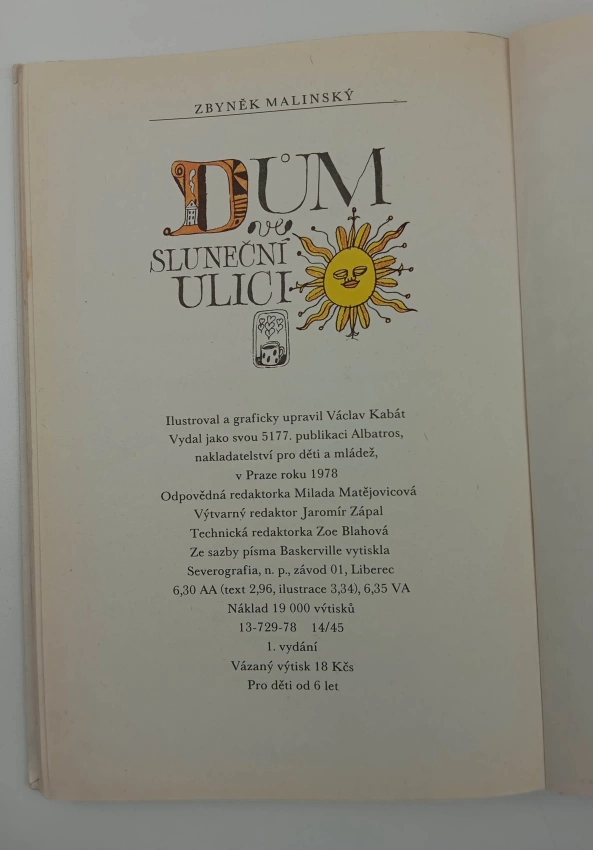 ZBYNĚK MALINSKÝ
DŮM
ve
SLUNEČNÍ
ULICI
Ilustroval a graficky upravil Václav Kabát
Vydal jako svou 5177. publikaci Albatros,
nakladatelství pro děti a mládež,
v Praze roku 1978
Odpovědná redaktorka Milada Matějovicová
Výtvarný redaktor Jaromír Zápal
Technická redaktorka Zoe Blahová
Ze sazby písma Baskerville vytiskla
Severografia, n. p., závod 01, Liberec
6,30 AA (text 2,96, ilustrace 3,34), 6,35 VA
Náklad 19 000 výtisků
13-729-78 14/45
1. vydání
Vázaný výtisk 18 Kčs
Pro děti od 6 let